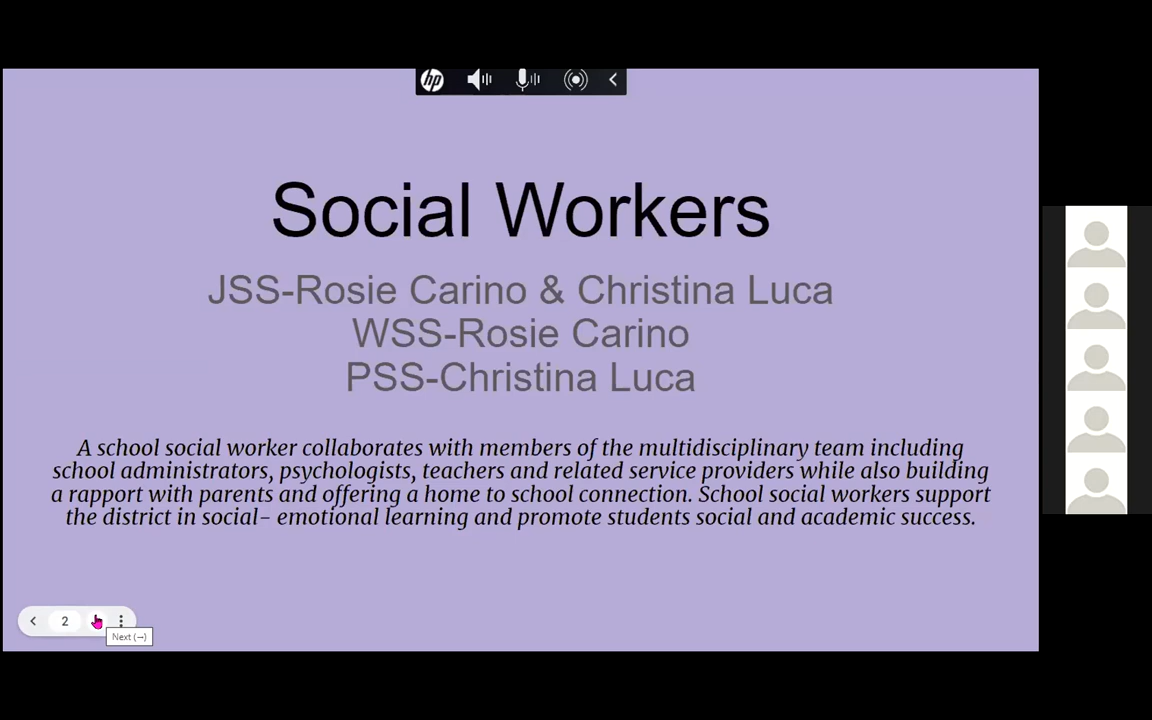 hp
Social Workers
JSS-Rosie Carino & Christina Luca
WSS-Rosie Carino
PSS-Christina Luca
A school social worker collaborates with members of the multidisciplinary team including
school administrators, psychologists, teachers and related service providers while also building
a rapport with parents and offering a home to school connection. School social workers support
the district in social- emotional learning and promote students social and academic success.
2
Next (→)